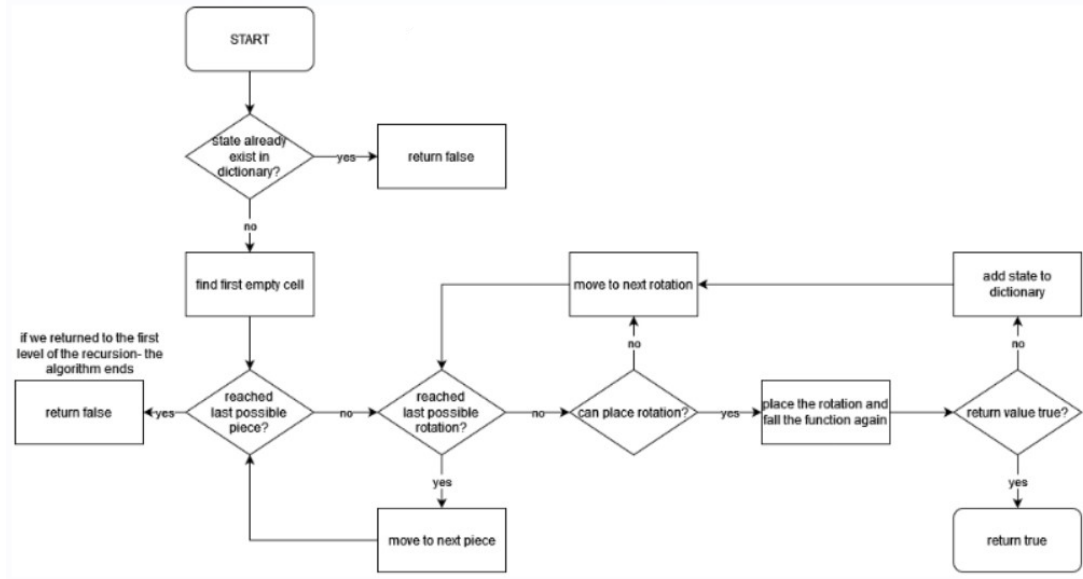 START
state already
exist in
dictionary?
yes
return false
no
find first empty cell
move to next rotation
add state to
dictionary
if we returned to the first
level of the recursion- the
algorithm ends
no
no
return false
yes
reached
last possible
piece?
no
reached
last possible
rotation?
no
can place rotation?
yes
place the rotation and
fall the function again
return value true?
yes
yes
move to next piece
return true